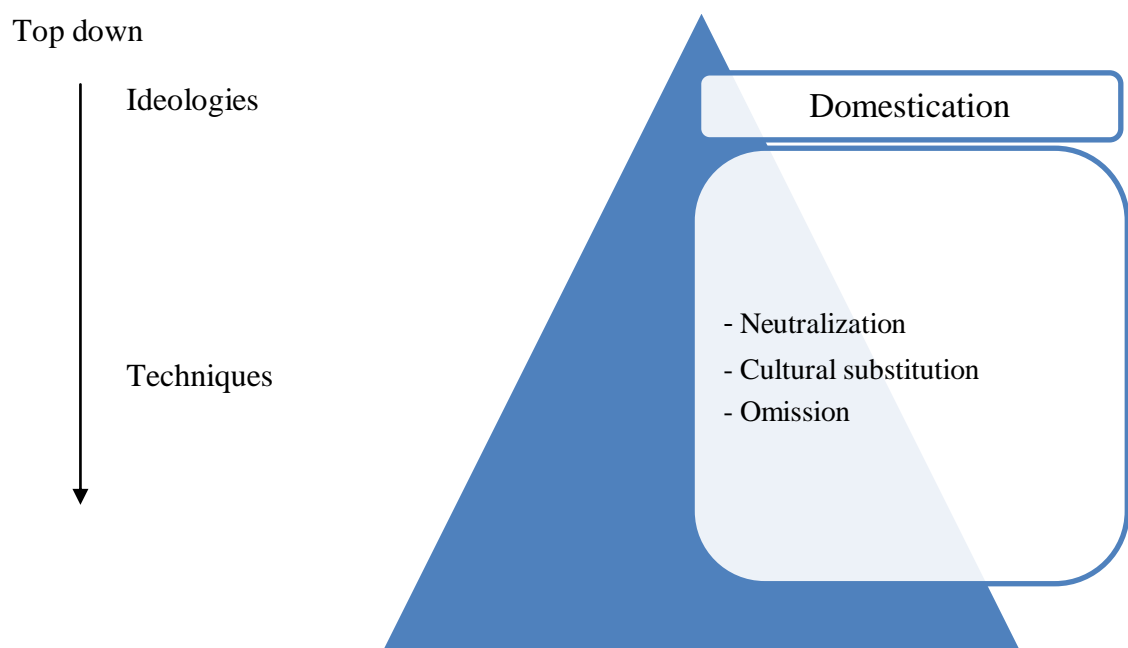 Top down
Ideologies
Domestication
Techniques
- Neutralization
- Cultural substitution
- Omission